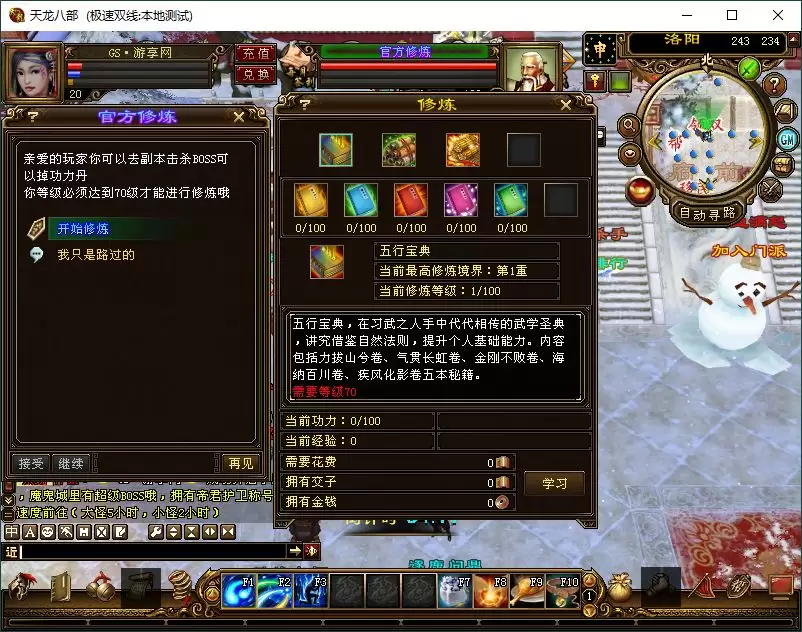 天龙八部 (极速双线:本地测试)
GS·游享网
20
充值
兑换
官方修炼
洛阳
243 234
申
北
GM
自动寻路
加入门派
官方修炼
亲爱的玩家你可以去副本击杀BOSS可
以掉功力丹
你等级必须达到70级才能进行修炼哦
开始修炼
我只是路过的
接受
继续
再见
修炼
0/100
0/100
0/100
0/100
0/100
五行宝典
当前最高修炼境界：第1重
当前修炼等级：1/100
五行宝典，在习武之人手中代代相传的武学圣典
，讲究借鉴自然法则，提升个人基础能力。内容
包括力拔山兮卷、气贯长虹卷、金刚不败卷、海
纳百川卷、疾风化影卷五本秘籍。
需要等级70
当前功力：0/100
当前经验：0
需要花费 0
拥有交子 0
拥有金钱 0
学习
，魔鬼城里有超级BOSS哦，拥有帝君护卫称号
速度前往（大怪5小时，小怪2小时）
中 A
近
逐鹿问鼎
F1 F2 F3 F7 F8 F9 F10
1